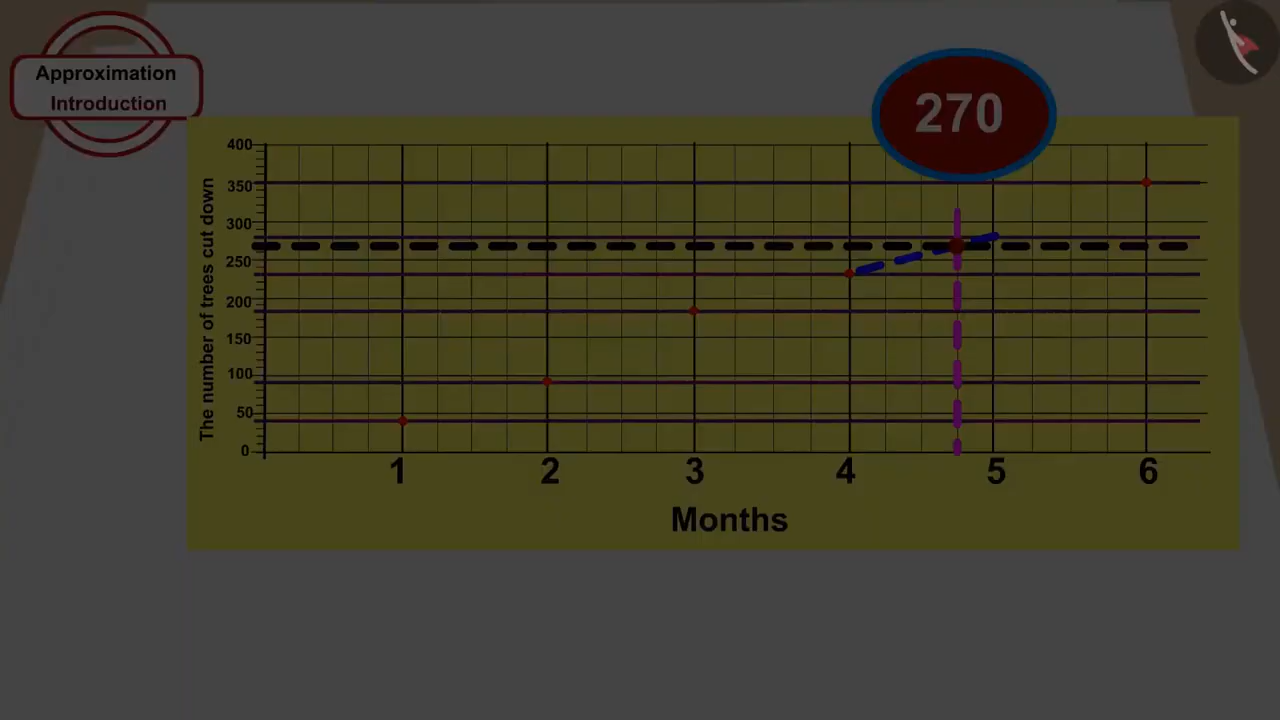 Approximation
Introduction
270
The number of trees cut down
400
350
300
250
200
150
100
50
0
1 2 3 4 5 6
Months